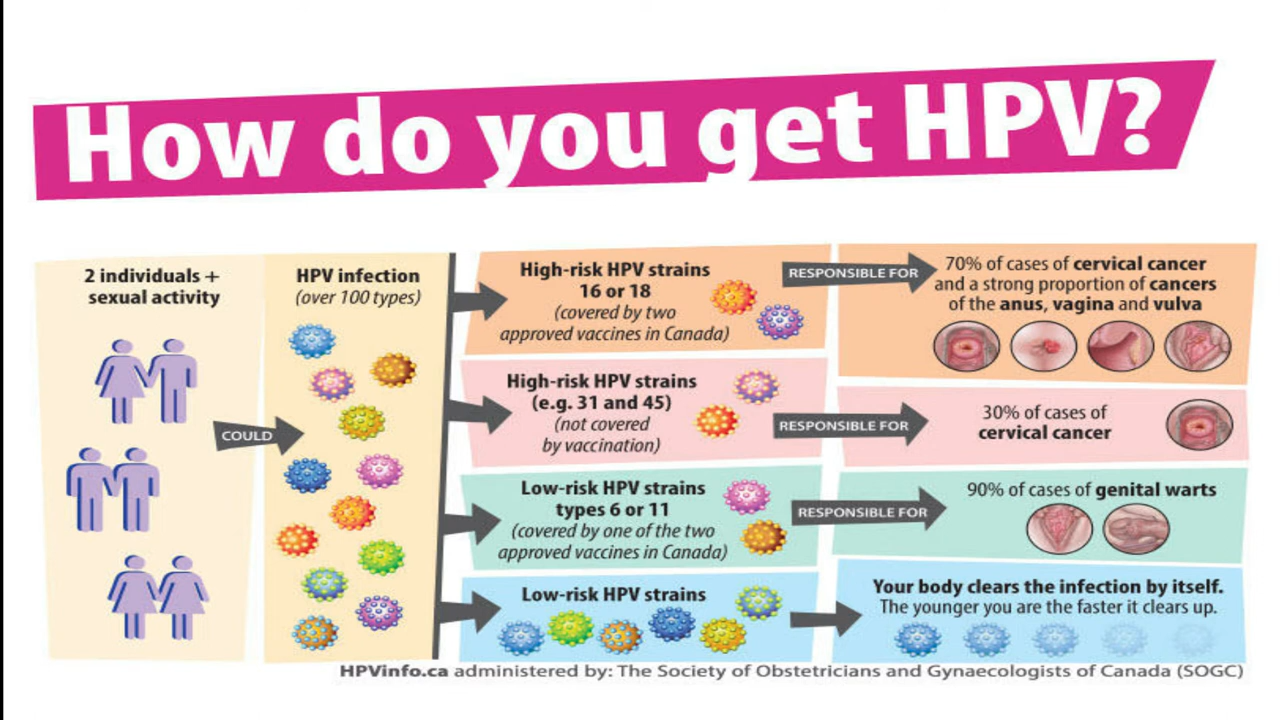 How do you get HPV?
2 individuals +
sexual activity
COULD
HPV infection
(over 100 types)
High-risk HPV strains
16 or 18
(covered by two
approved vaccines in Canada)
RESPONSIBLE FOR
70% of cases of cervical cancer
and a strong proportion of cancers
of the anus, vagina and vulva
High-risk HPV strains
(e.g. 31 and 45)
(not covered
by vaccination)
RESPONSIBLE FOR
30% of cases of
cervical cancer
Low-risk HPV strains
types 6 or 11
(covered by one of the two
approved vaccines in Canada)
RESPONSIBLE FOR
90% of cases of genital warts
Low-risk HPV strains
Your body clears the infection by itself.
The younger you are the faster it clears up.
HPVinfo.ca administered by: The Society of Obstetricians and Gynaecologists of Canada (SOGC)